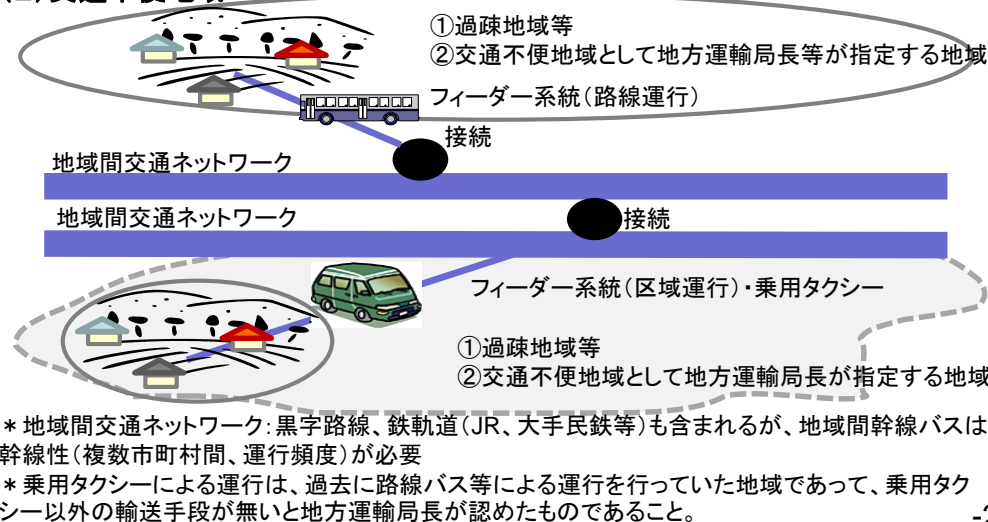 ①過疎地域等
②交通不便地域として地方運輸局長等が指定する地域
フィーダー系統(路線運行)
接続
地域間交通ネットワーク
地域間交通ネットワーク
接続
フィーダー系統(区域運行)・乗用タクシー
①過疎地域等
②交通不便地域として地方運輸局長が指定する地域
＊地域間交通ネットワーク：黒字路線、鉄軌道(JR、大手民鉄等)も含まれるが、地域間幹線バスは
幹線性(複数市町村間、運行頻度)が必要
＊乗用タクシーによる運行は、過去に路線バス等による運行を行っていた地域であって、乗用タク
シー以外の輸送手段が無いと地方運輸局長が認めたものであること。